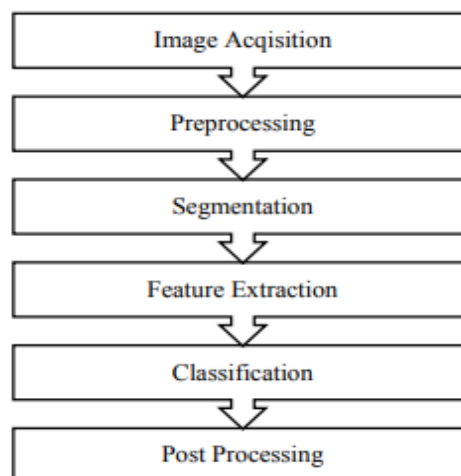 Image Acqisition
Preprocessing
Segmentation
Feature Extraction
Classification
Post Processing